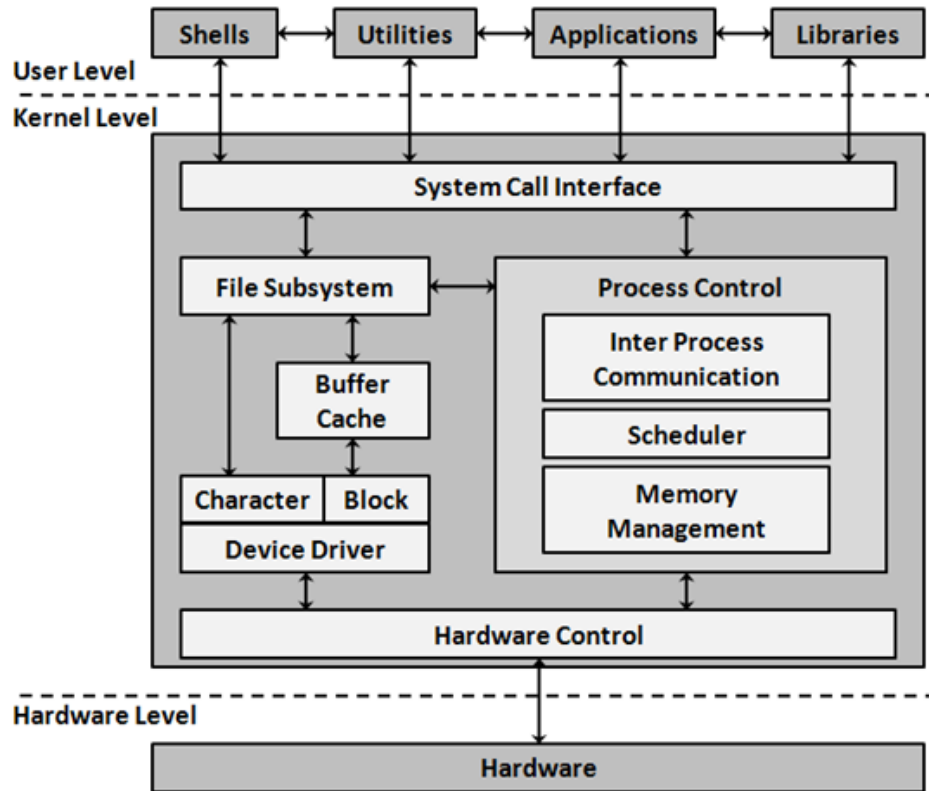 Shells
Utilities
Applications
Libraries
User Level
Kernel Level
System Call Interface
File Subsystem
Process Control
Inter Process
Communication
Buffer
Cache
Scheduler
Character
Block
Memory
Management
Device Driver
Hardware Control
Hardware Level
Hardware